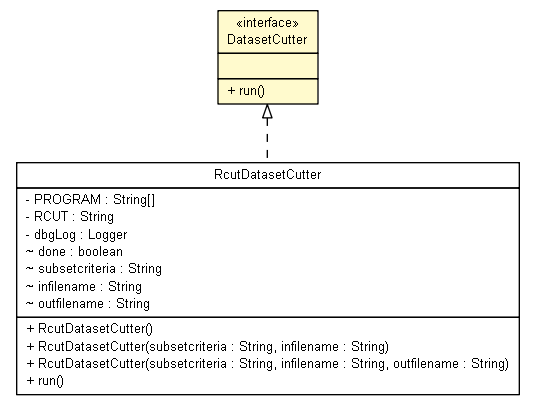 «interface»
DatasetCutter
+ run()
RcutDatasetCutter
- PROGRAM : String[]
- RCUT : String
- dbgLog : Logger
~ done : boolean
~ subsetcriteria : String
~ infilename : String
~ outfilename : String
+ RcutDatasetCutter()
+ RcutDatasetCutter(subsetcriteria : String, infilename : String)
+ RcutDatasetCutter(subsetcriteria : String, infilename : String, outfilename : String)
+ run()